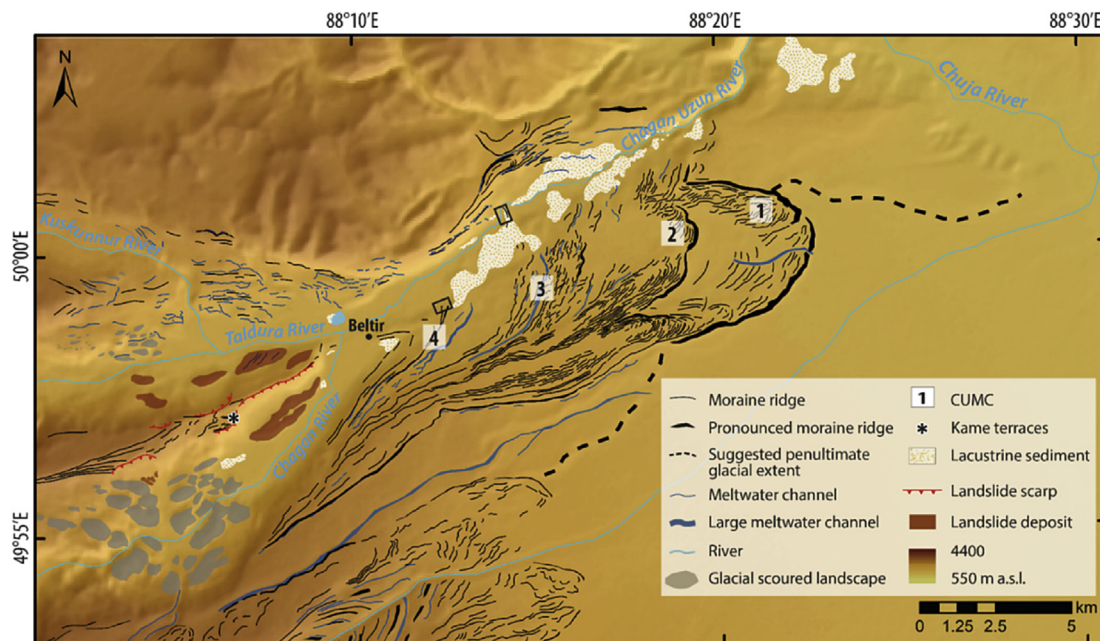 88°10'E
88°20'E
88°30'E
N
Chagan Uzun River
Chuja River
1
2
50°00'E
3
Taldura River
Beltir
4
Chagan River
49°55'E
Moraine ridge
Pronounced moraine ridge
Suggested penultimate
glacial extent
Meltwater channel
Large meltwater channel
River
Glacial scoured landscape
1 CUMC
* Kame terraces
Lacustrine sediment
Landslide scarp
Landslide deposit
4400
550 m a.s.l.
km
0 1.25 2.5 5